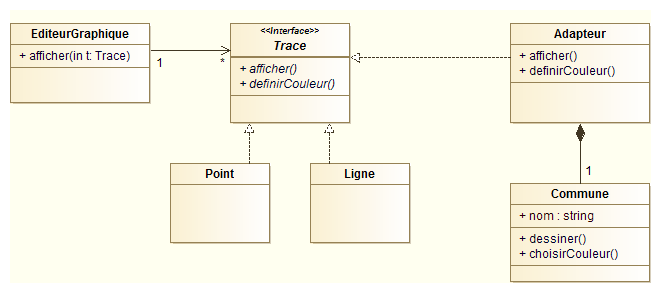 EditeurGraphique
+ afficher(in t: Trace)
1
*
<<Interface>>
Trace
+ afficher()
+ definirCouleur()
Adapteur
+ afficher()
+ definirCouleur()
Point
Ligne
1
Commune
+ nom : string
+ dessiner()
+ choisirCouleur()